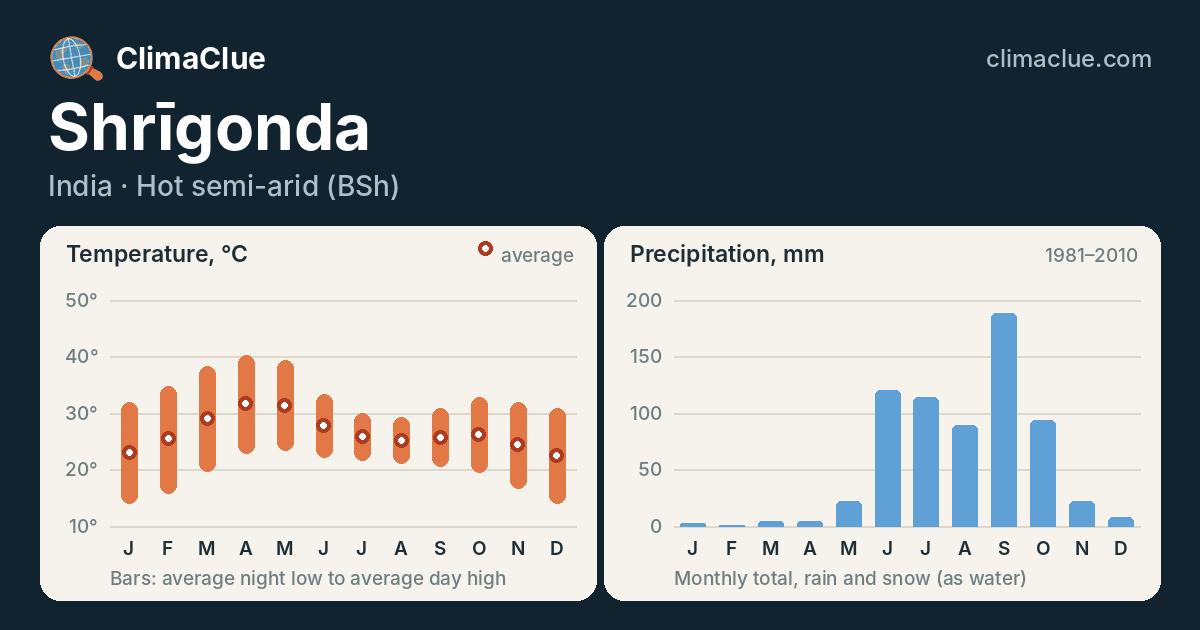 ClimaClue
climaclue.com
Shrīgonda
India · Hot semi-arid (BSh)
Temperature, °C
average
50°
40°
30°
20°
10°
J F M A M J J A S O N D
Bars: average night low to average day high
Precipitation, mm
1981–2010
200
150
100
50
0
J F M A M J J A S O N D
Monthly total, rain and snow (as water)